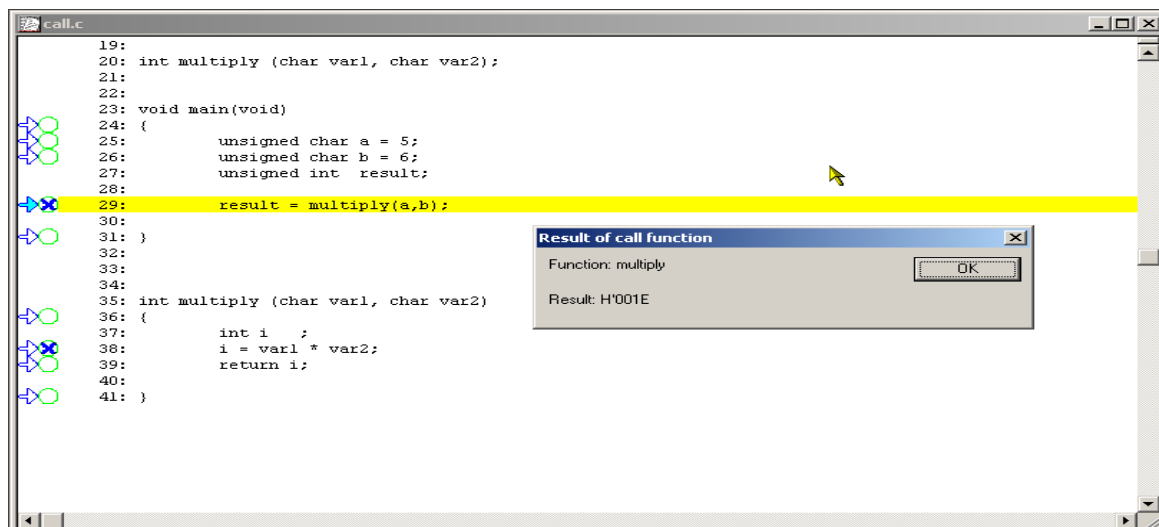 call.c
19:
20: int multiply (char var1, char var2);
21:
22:
23: void main(void)
24: {
25: unsigned char a = 5;
26: unsigned char b = 6;
27: unsigned int result;
28:
29: result = multiply(a,b);
30:
31: }
32:
33:
34:
35: int multiply (char var1, char var2)
36: {
37: int i ;
38: i = var1 * var2;
39: return i;
40:
41: }
Result of call function
Function: multiply
OK
Result: H'001E